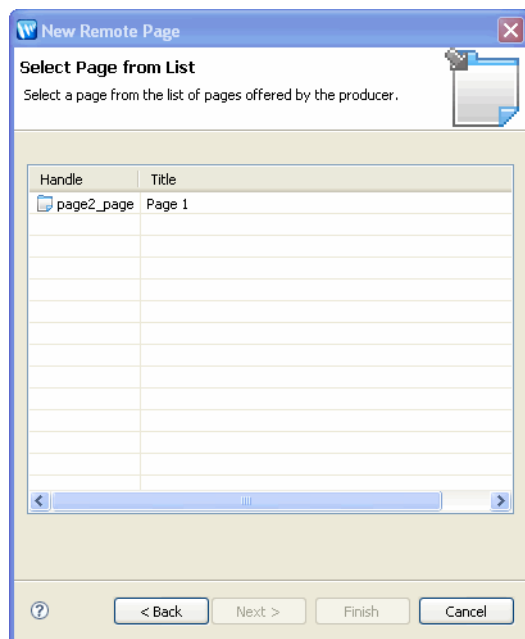 New Remote Page
Select Page from List
Select a page from the list of pages offered by the producer.
Handle Title
page2_page Page 1
< Back Next > Finish Cancel